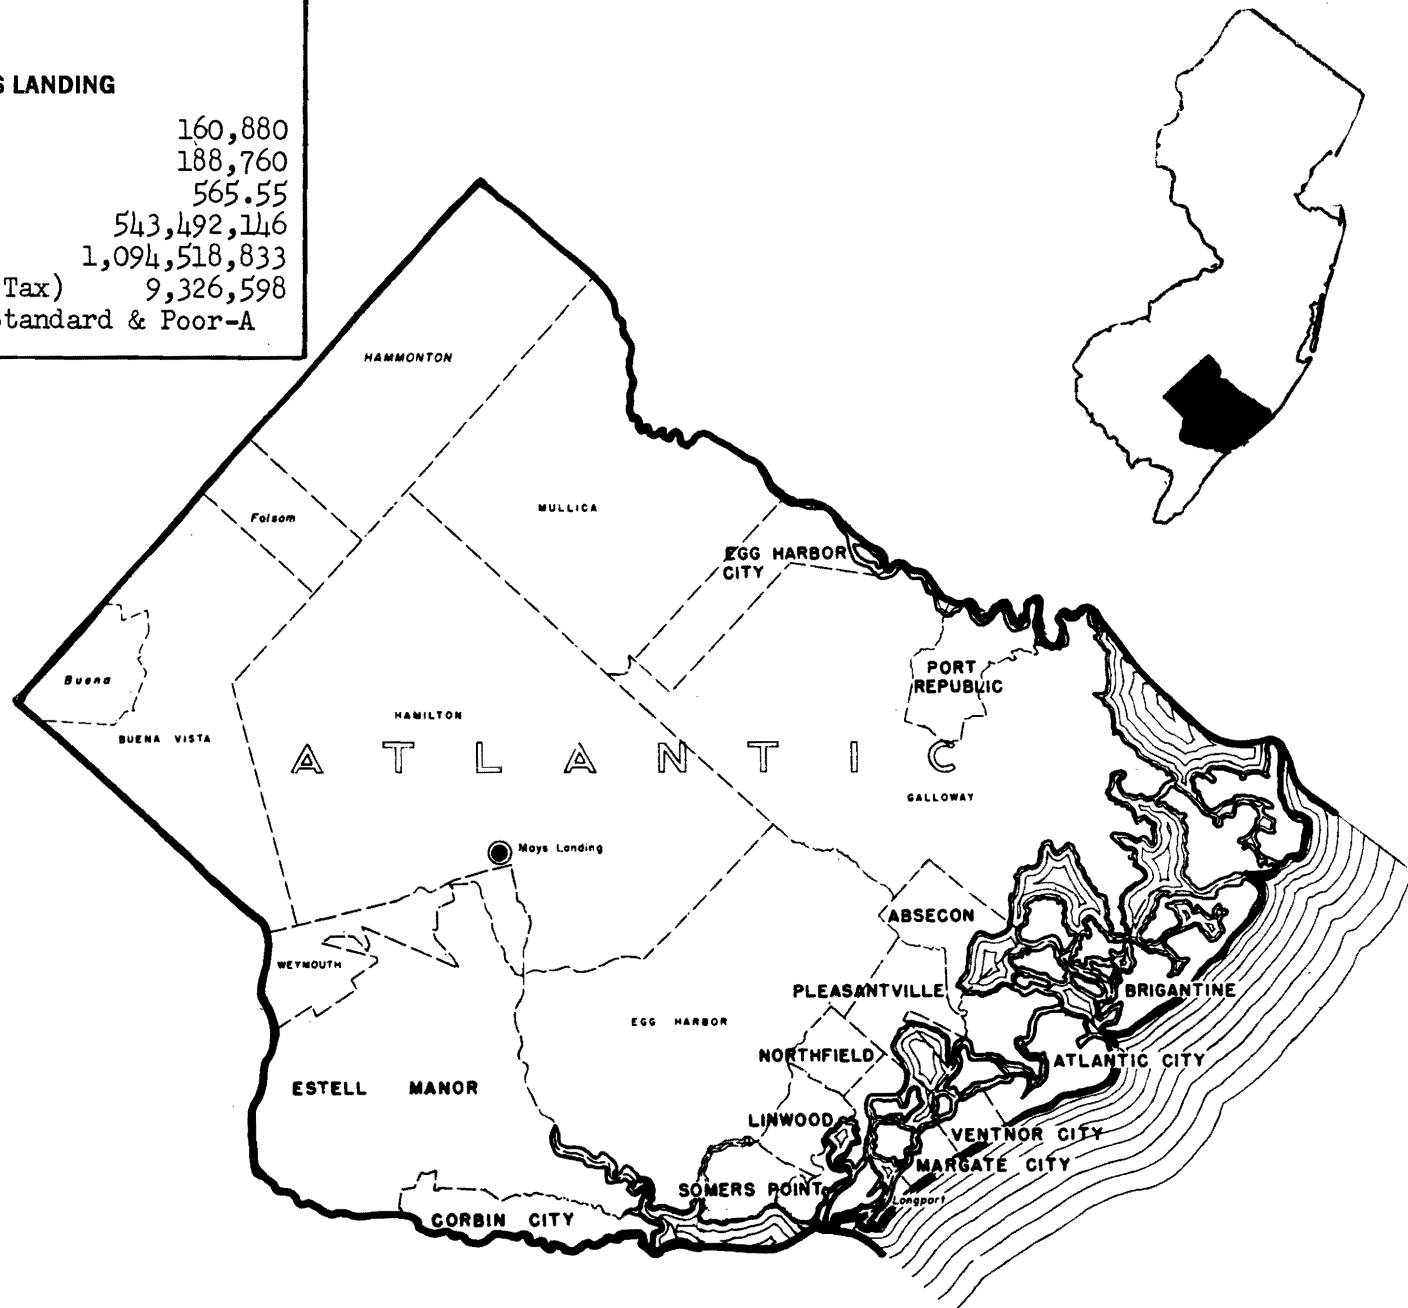 LANDING
160,880
188,760
565.55
543,492,146
1,094,518,833
Tax) 9,326,598
Standard & Poor-A
HAMMONTON
Folsom
MULLICA
EGG HARBOR
CITY
PORT
REPUBLIC
Buena
BUENA VISTA
HAMILTON
ATLANTIC
GALLOWAY
Mays Landing
ABSECON
WEYMOUTH
PLEASANTVILLE
BRIGANTINE
EGG HARBOR
NORTHFIELD
ATLANTIC CITY
ESTELL MANOR
LINWOOD
VENTNOR CITY
MARGATE CITY
SOMERS POINT
Longport
CORBIN CITY